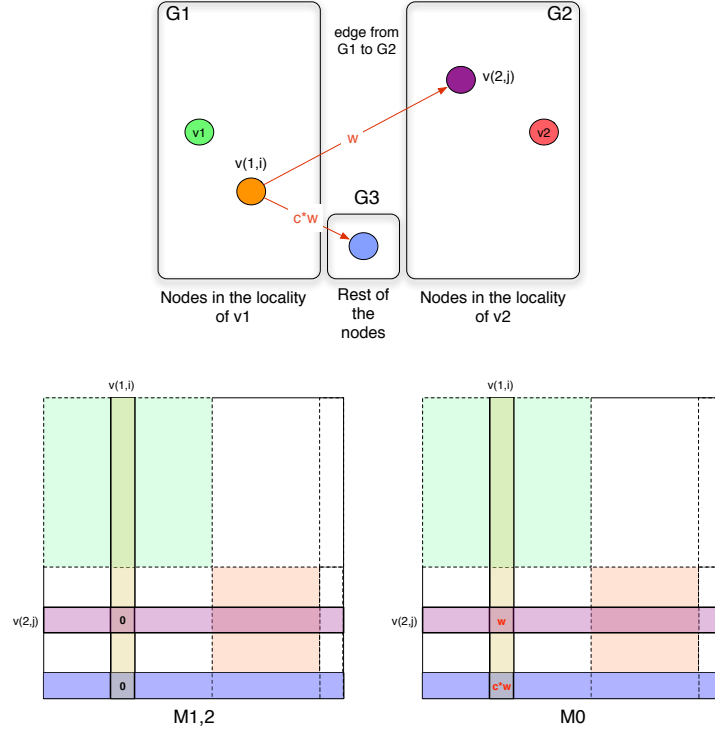 G1
G2
edge from
G1 to G2
v(2,j)
v1
v2
w
v(1,i)
G3
c*w
Nodes in the locality
of v1
Rest of
the
nodes
Nodes in the locality
of v2
v(1,i)
v(1,i)
v(2,j)
0
v(2,j)
w
0
c*w
M1,2
M0